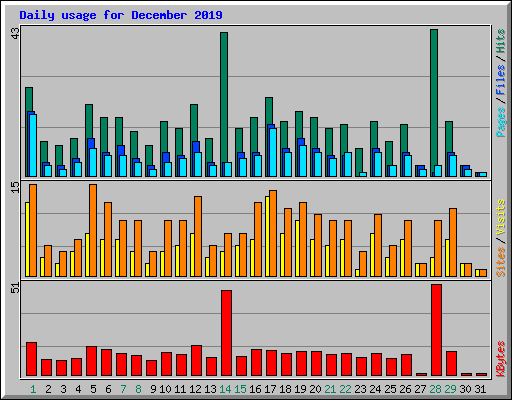 Daily usage for December 2019
43
Pages / Files / Hits
15
Sites / Visits
51
KBytes
1 2 3 4 5 6 7 8 9 10 11 12 13 14 15 16 17 18 19 20 21 22 23 24 25 26 27 28 29 30 31